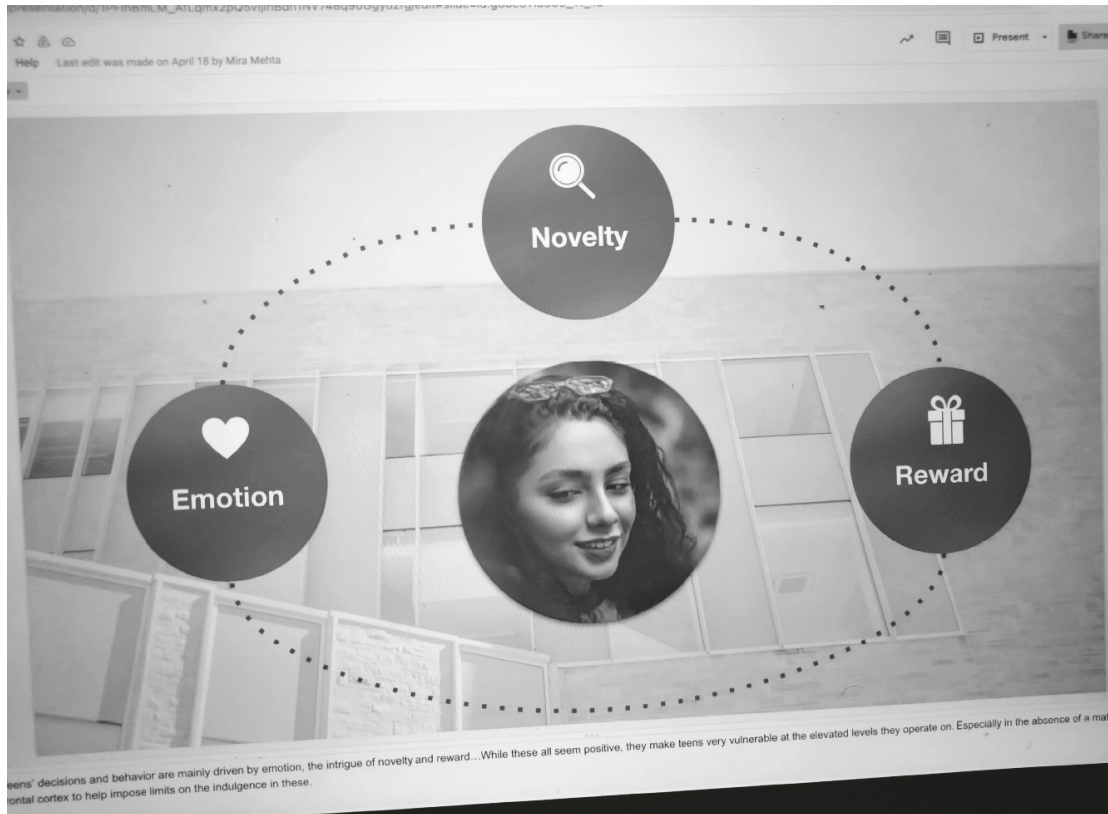 Help Last edit was made on April 18 by Mira Mehta
Present
Share
Novelty
Emotion
Reward
eens' decisions and behavior are mainly driven by emotion, the intrigue of novelty and reward…While these all seem positive, they make teens very vulnerable at the elevated levels they operate on. Especially in the absence of a mat
ontal cortex to help impose limits on the indulgence in these.